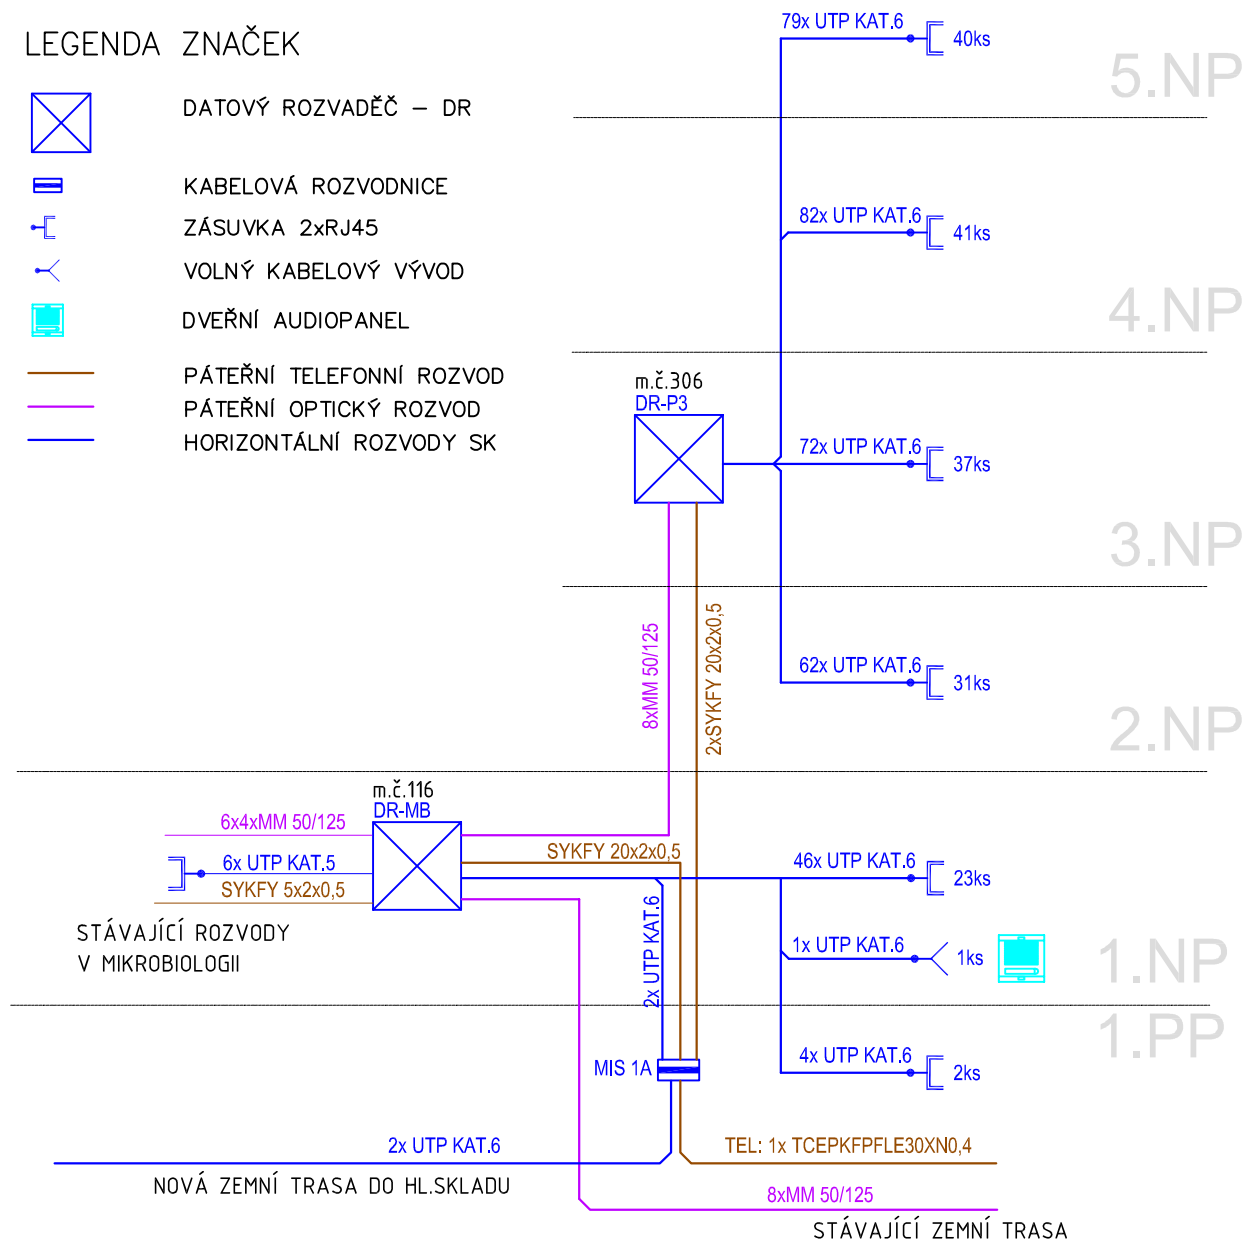 LEGENDA ZNAČEK
DATOVÝ ROZVADĚČ – DR
KABELOVÁ ROZVODNICE
ZÁSUVKA 2xRJ45
VOLNÝ KABELOVÝ VÝVOD
DVEŘNÍ AUDIOPANEL
PÁTEŘNÍ TELEFONNÍ ROZVOD
PÁTEŘNÍ OPTICKÝ ROZVOD
HORIZONTÁLNÍ ROZVODY SK
79x UTP KAT.6
40ks
5.NP
82x UTP KAT.6
41ks
4.NP
m.č.306
DR-P3
72x UTP KAT.6
37ks
3.NP
8xMM 50/125
2xSYKFY 20x2x0,5
62x UTP KAT.6
31ks
2.NP
m.č.116
DR-MB
6x4xMM 50/125
6x UTP KAT.5
SYKFY 5x2x0,5
STÁVAJÍCÍ ROZVODY
V MIKROBIOLOGII
SYKFY 20x2x0,5
2x UTP KAT.6
46x UTP KAT.6
23ks
1x UTP KAT.6
1ks
1.NP
1.PP
MIS 1A
4x UTP KAT.6
2ks
2x UTP KAT.6
NOVÁ ZEMNÍ TRASA DO HL.SKLADU
TEL: 1x TCEPKFPFLE30XN0,4
8xMM 50/125
STÁVAJÍCÍ ZEMNÍ TRASA